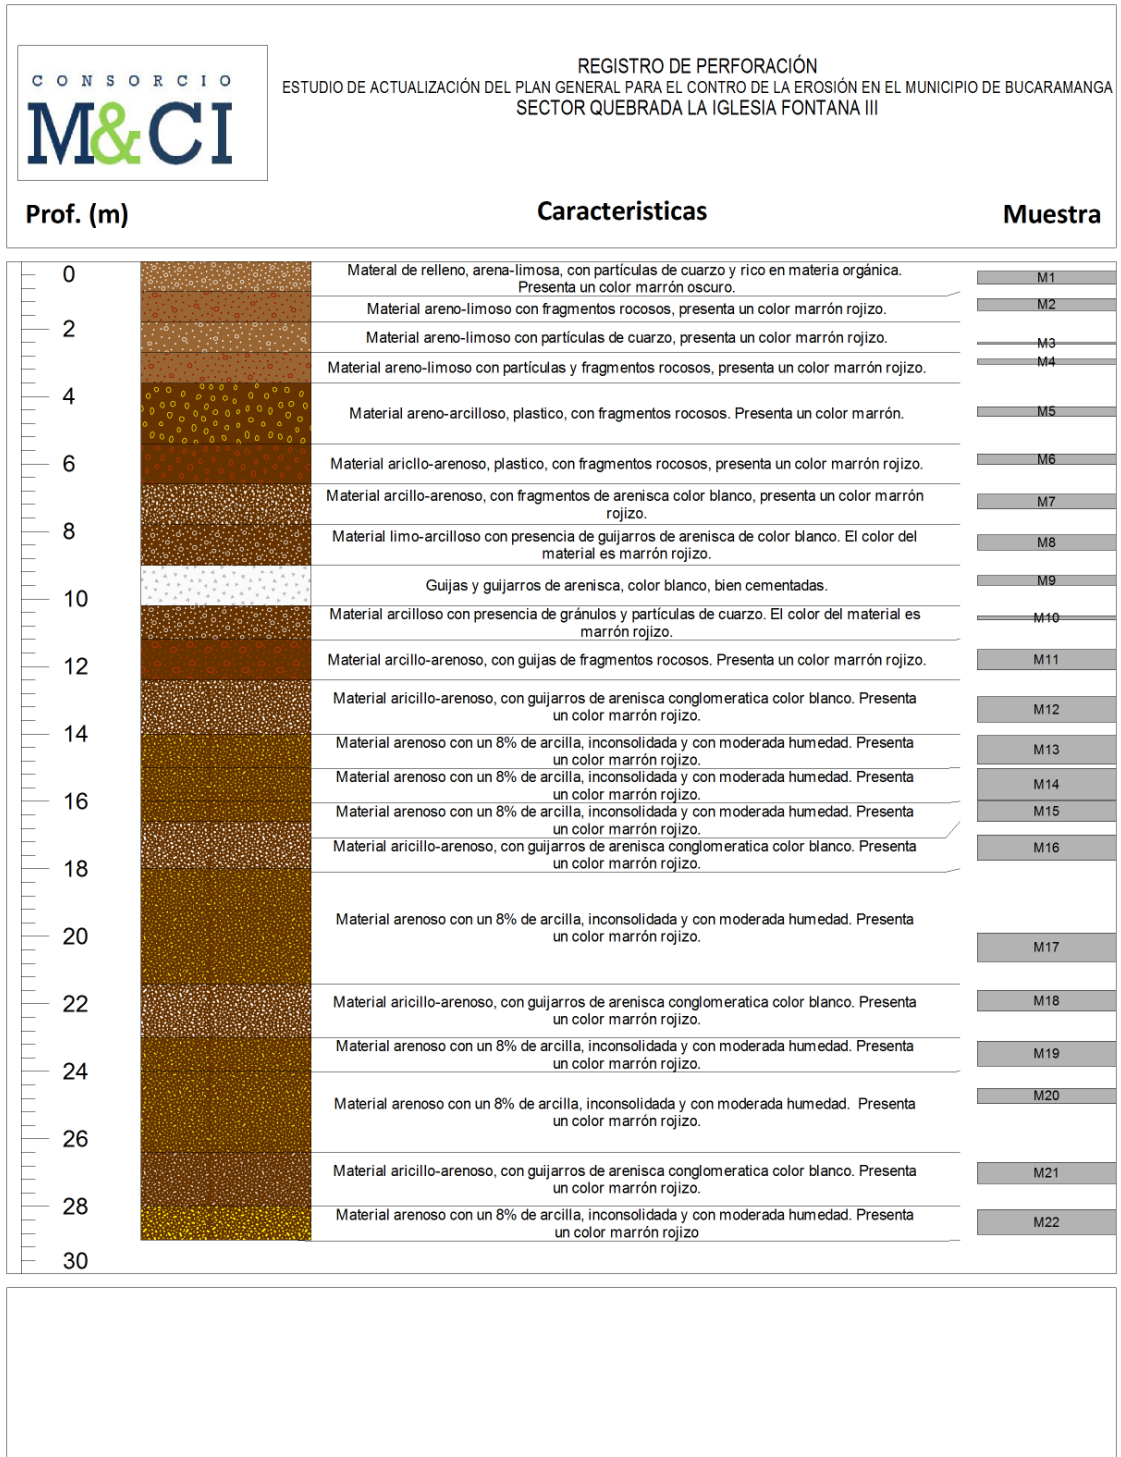 CONSORCIO
M&CI
REGISTRO DE PERFORACIÓN
ESTUDIO DE ACTUALIZACIÓN DEL PLAN GENERAL PARA EL CONTRO DE LA EROSIÓN EN EL MUNICIPIO DE BUCARAMANGA
SECTOR QUEBRADA LA IGLESIA FONTANA III
Prof. (m) Caracteristicas Muestra
0
Materal de relleno, arena-limosa, con partículas de cuarzo y rico en materia orgánica.
Presenta un color marrón oscuro.
M1
Material areno-limoso con fragmentos rocosos, presenta un color marrón rojizo.
M2
2
Material areno-limoso con partículas de cuarzo, presenta un color marrón rojizo.
M3
Material areno-limoso con partículas y fragmentos rocosos, presenta un color marrón rojizo.
M4
4
Material areno-arcilloso, plastico, con fragmentos rocosos. Presenta un color marrón.
M5
6
Material aricllo-arenoso, plastico, con fragmentos rocosos, presenta un color marrón rojizo.
M6
Material arcillo-arenoso, con fragmentos de arenisca color blanco, presenta un color marrón
rojizo.
M7
8
Material limo-arcilloso con presencia de guijarros de arenisca de color blanco. El color del
material es marrón rojizo.
M8
Guijas y guijarros de arenisca, color blanco, bien cementadas.
M9
10
Material arcilloso con presencia de gránulos y partículas de cuarzo. El color del material es
marrón rojizo.
M10
12
Material arcillo-arenoso, con guijas de fragmentos rocosos. Presenta un color marrón rojizo.
M11
Material aricillo-arenoso, con guijarros de arenisca conglomeratica color blanco. Presenta
un color marrón rojizo.
M12
14
Material arenoso con un 8% de arcilla, inconsolidada y con moderada humedad. Presenta
un color marrón rojizo.
M13
Material arenoso con un 8% de arcilla, inconsolidada y con moderada humedad. Presenta
un color marrón rojizo.
M14
16
Material arenoso con un 8% de arcilla, inconsolidada y con moderada humedad. Presenta
un color marrón rojizo.
M15
Material aricillo-arenoso, con guijarros de arenisca conglomeratica color blanco. Presenta
un color marrón rojizo.
M16
18
Material arenoso con un 8% de arcilla, inconsolidada y con moderada humedad. Presenta
un color marrón rojizo.
20
M17
22
Material aricillo-arenoso, con guijarros de arenisca conglomeratica color blanco. Presenta
un color marrón rojizo.
M18
Material arenoso con un 8% de arcilla, inconsolidada y con moderada humedad. Presenta
un color marrón rojizo.
M19
24
Material arenoso con un 8% de arcilla, inconsolidada y con moderada humedad. Presenta
un color marrón rojizo.
M20
26
Material aricillo-arenoso, con guijarros de arenisca conglomeratica color blanco. Presenta
un color marrón rojizo.
M21
28
Material arenoso con un 8% de arcilla, inconsolidada y con moderada humedad. Presenta
un color marrón rojizo
M22
30